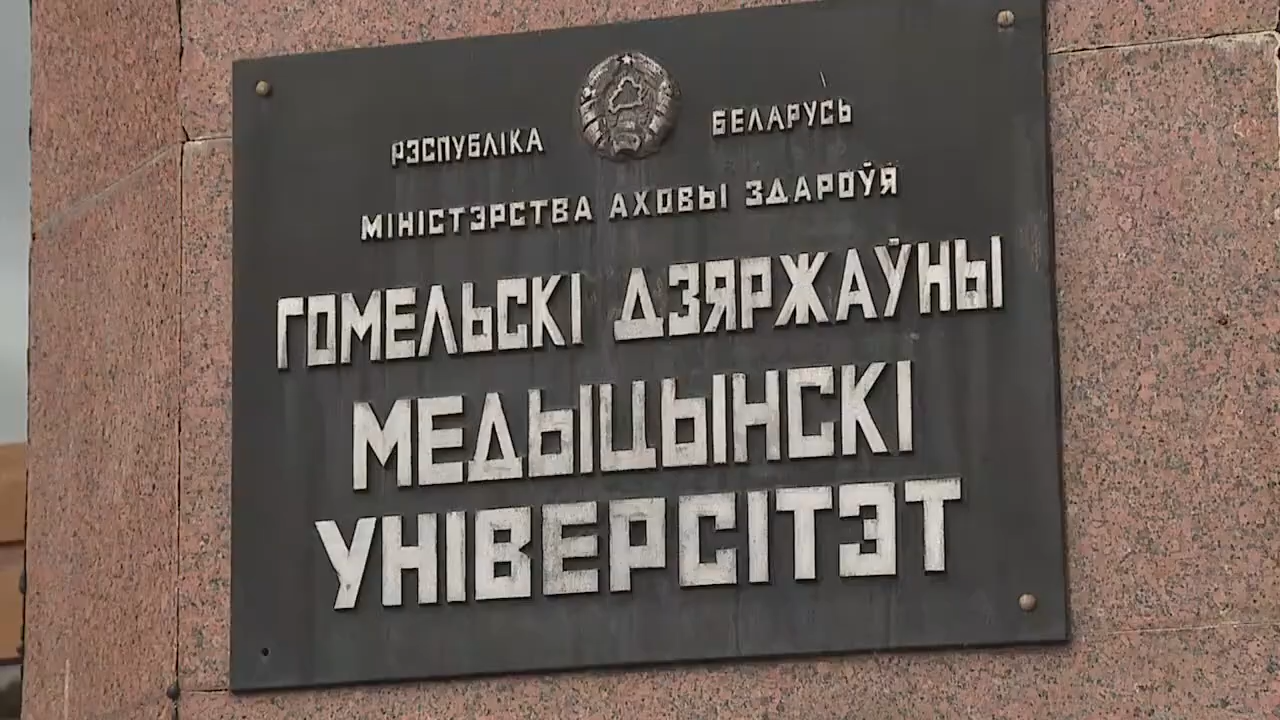 РЭСПУБЛІКА БЕЛАРУСЬ
МІНІСТЭРСТВА АХОВЫ ЗДАРОЎЯ
ГОМЕЛЬСКІ ДЗЯРЖАЎНЫ
МЕДЫЦЫНСКІ
УНІВЕРСІТЭТ